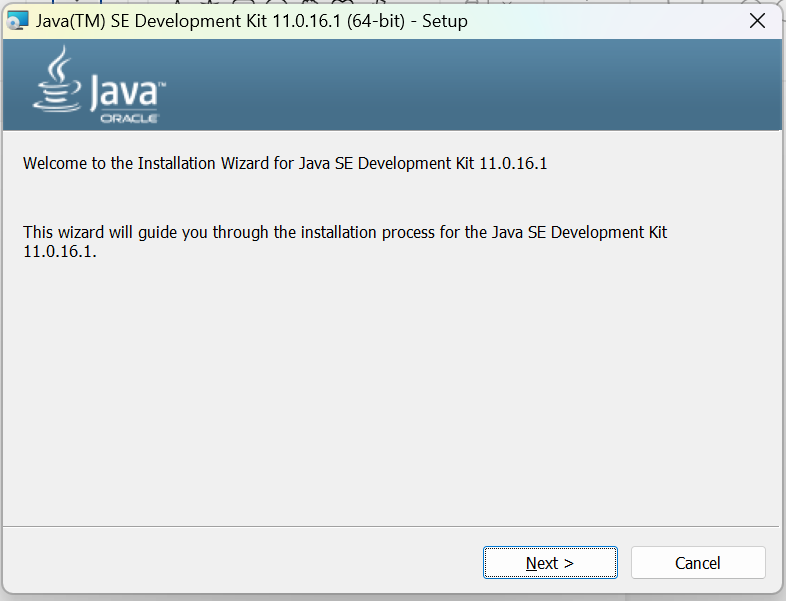 Java(TM) SE Development Kit 11.0.16.1 (64-bit) - Setup
Java™
ORACLE
Welcome to the Installation Wizard for Java SE Development Kit 11.0.16.1
This wizard will guide you through the installation process for the Java SE Development Kit
11.0.16.1.
Next >
Cancel